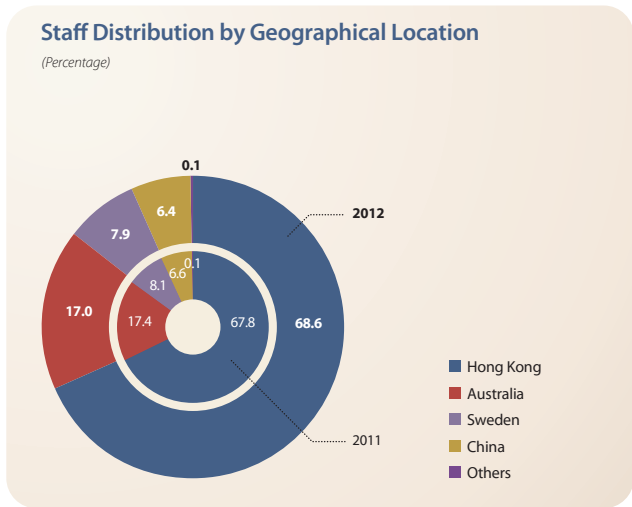 Staff Distribution by Geographical Location
(Percentage)
0.1
6.4
2012
7.9
0.1
6.6
8.1
17.0
17.4
67.8
68.6
Hong Kong
Australia
Sweden
2011
China
Others